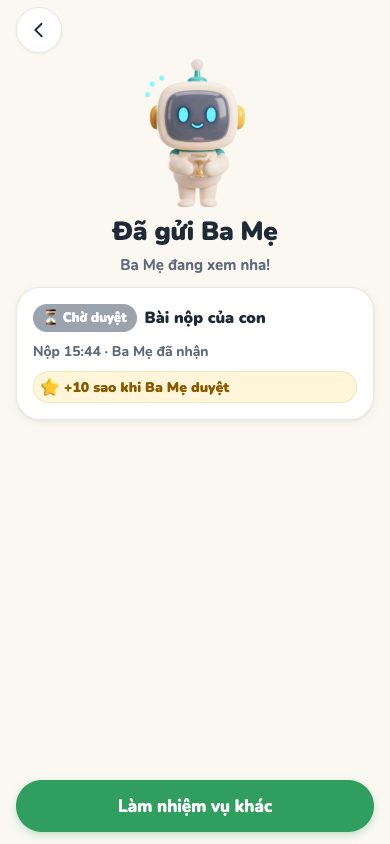 Đã gửi Ba Mẹ
Ba Mẹ đang xem nha!
⏳ Chờ duyệt Bài nộp của con
Nộp 15:44 · Ba Mẹ đã nhận
⭐ +10 sao khi Ba Mẹ duyệt
Làm nhiệm vụ khác